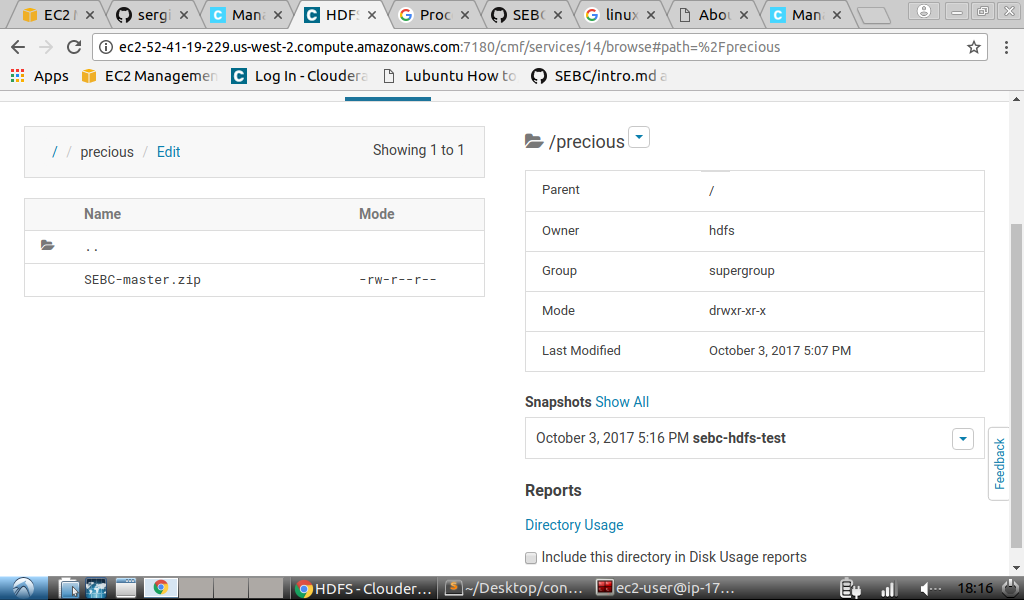 EC2 M
sergi
Mana
HDFS
Proc
SEBC
linux
Abou
Mana
ec2-52-41-19-229.us-west-2.compute.amazonaws.com:7180/cmf/services/14/browse#path=%2Fprecious
Apps
EC2 Managemen
Log In - Cloudera
Lubuntu How to
SEBC/intro.md a
/ / precious / Edit
Showing 1 to 1
Name Mode
..
SEBC-master.zip -rw-r--r--
/precious
Parent /
Owner hdfs
Group supergroup
Mode drwxr-xr-x
Last Modified October 3, 2017 5:07 PM
Snapshots Show All
October 3, 2017 5:16 PM sebc-hdfs-test
Reports
Directory Usage
Include this directory in Disk Usage reports
Feedback
HDFS - Clouder...
~/Desktop/con...
ec2-user@ip-17...
18:16